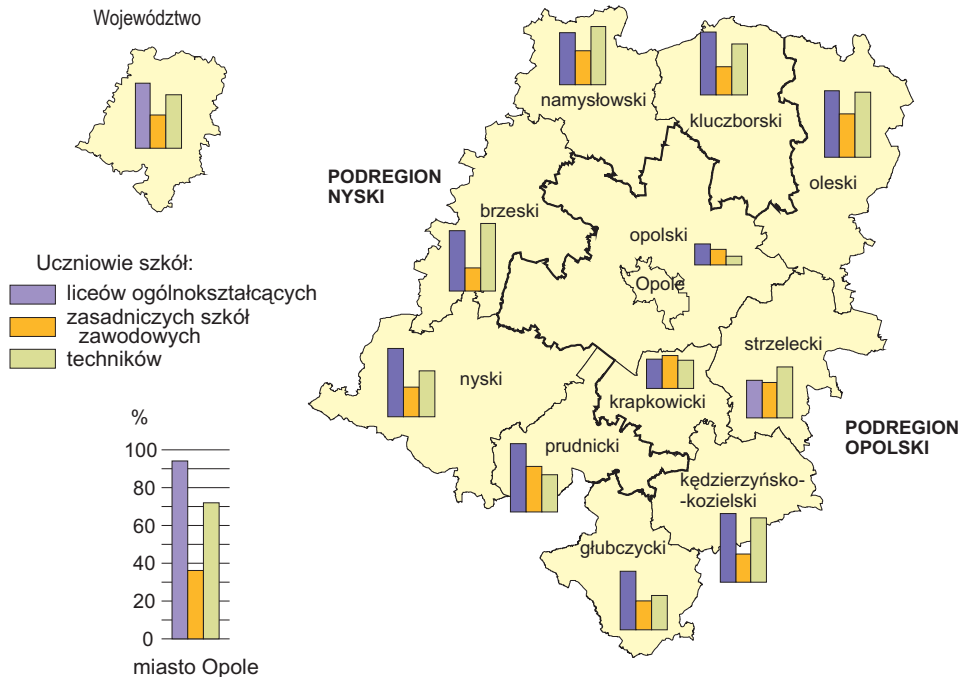 Województwo
namysłowski
kluczborski
oleski
PODREGION
NYSKI
brzeski
opolski
Opole
Uczniowie szkół:
liceów ogólnokształcących
zasadniczych szkół
zawodowych
techników
strzelecki
nyski
krapkowicki
PODREGION
OPOLSKI
prudnicki
kędzierzyńsko-
-kozielski
głubczycki
%
100
80
60
40
20
0
miasto Opole